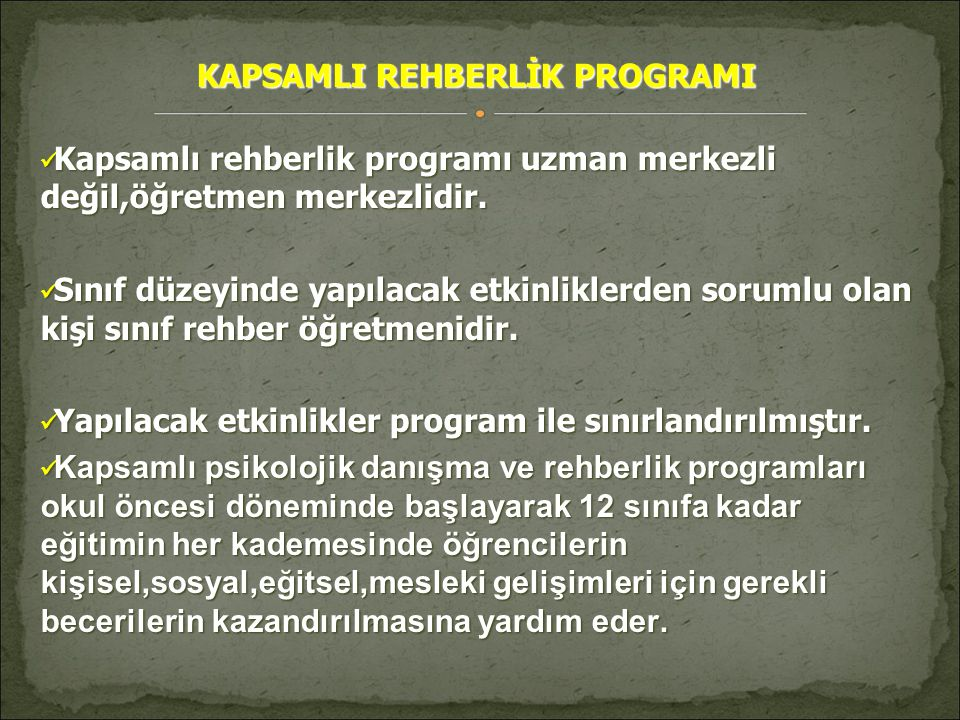 KAPSAMLI REHBERLİK PROGRAMI
✓Kapsamlı rehberlik programı uzman merkezli
değil,öğretmen merkezlidir.
✓Sınıf düzeyinde yapılacak etkinliklerden sorumlu olan
kişi sınıf rehber öğretmenidir.
✓Yapılacak etkinlikler program ile sınırlandırılmıştır.
✓Kapsamlı psikolojik danışma ve rehberlik programları
okul öncesi döneminde başlayarak 12 sınıfa kadar
eğitimin her kademesinde öğrencilerin
kişisel,sosyal,eğitsel,mesleki gelişimleri için gerekli
becerilerin kazandırılmasına yardım eder.